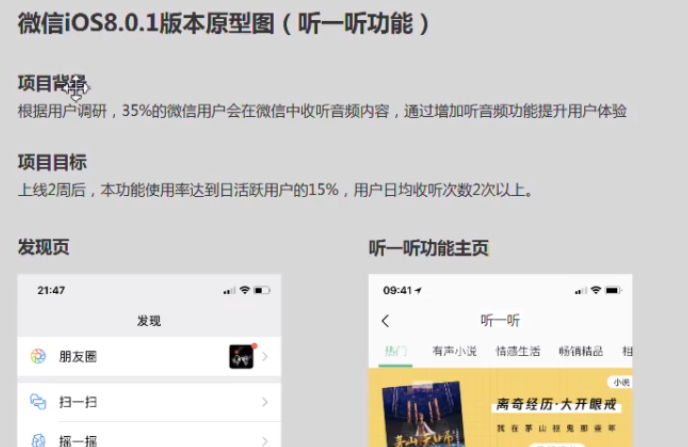 微信iOS8.0.1版本原型图（听一听功能）
项目背景
根据用户调研，35%的微信用户会在微信中收听音频内容，通过增加听音频功能提升用户体验
项目目标
上线2周后，本功能使用率达到日活跃用户的15%，用户日均收听次数2次以上。
发现页
听一听功能主页
21:47
发现
朋友圈
扫一扫
摇一摇
09:41
听一听
热门 有声小说 情感生活 畅销精品 相
小说
离奇经历·大开眼戒
我在茅山捉鬼那些年